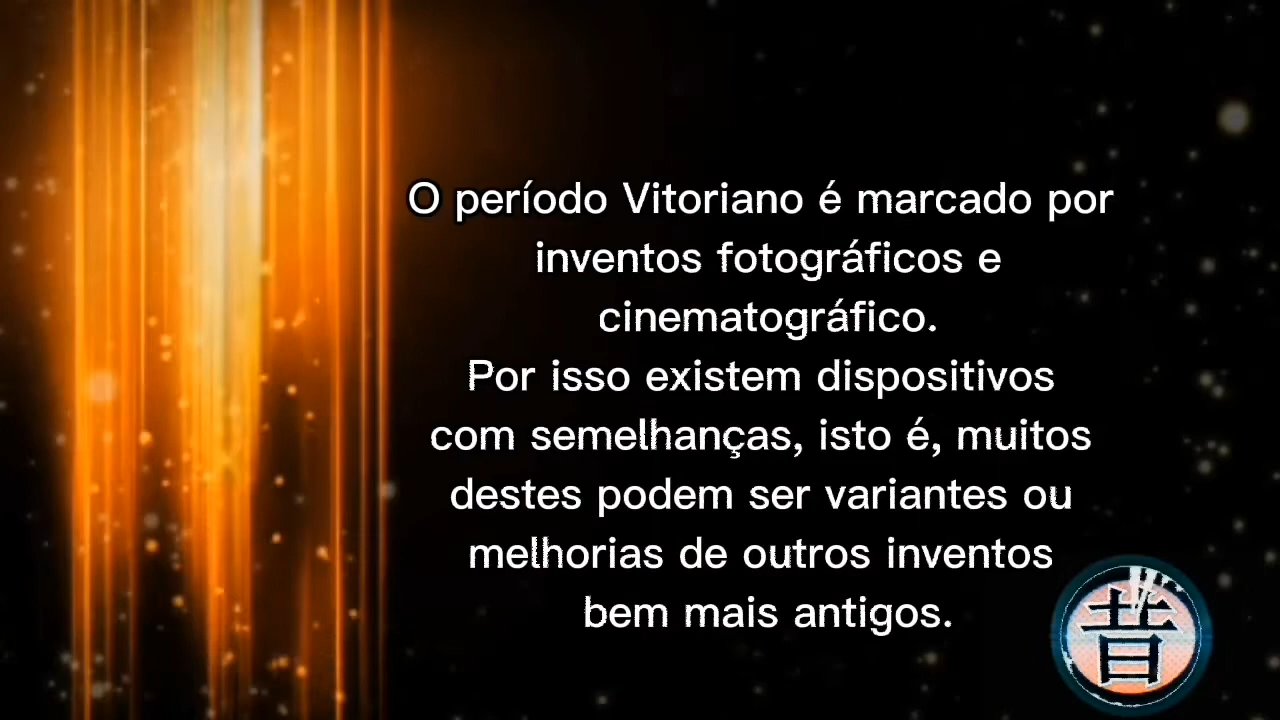 O período Vitoriano é marcado por
inventos fotográficos e
cinematográfico.
Por isso existem dispositivos
com semelhanças, isto é, muitos
destes podem ser variantes ou
melhorias de outros inventos
bem mais antigos.
昔